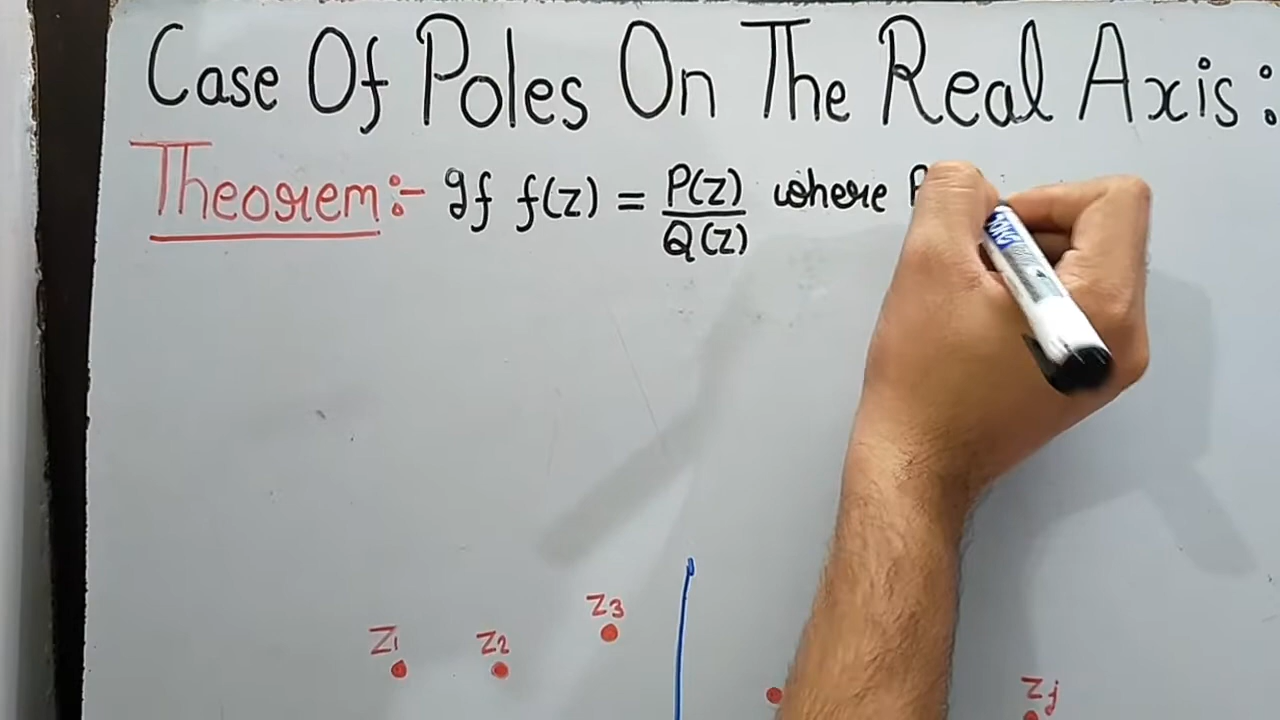 Case Of Poles On The Real Axis :
Theorem :- If f(z) = P(z) / Q(z) where P
z3
z1 z2
zj